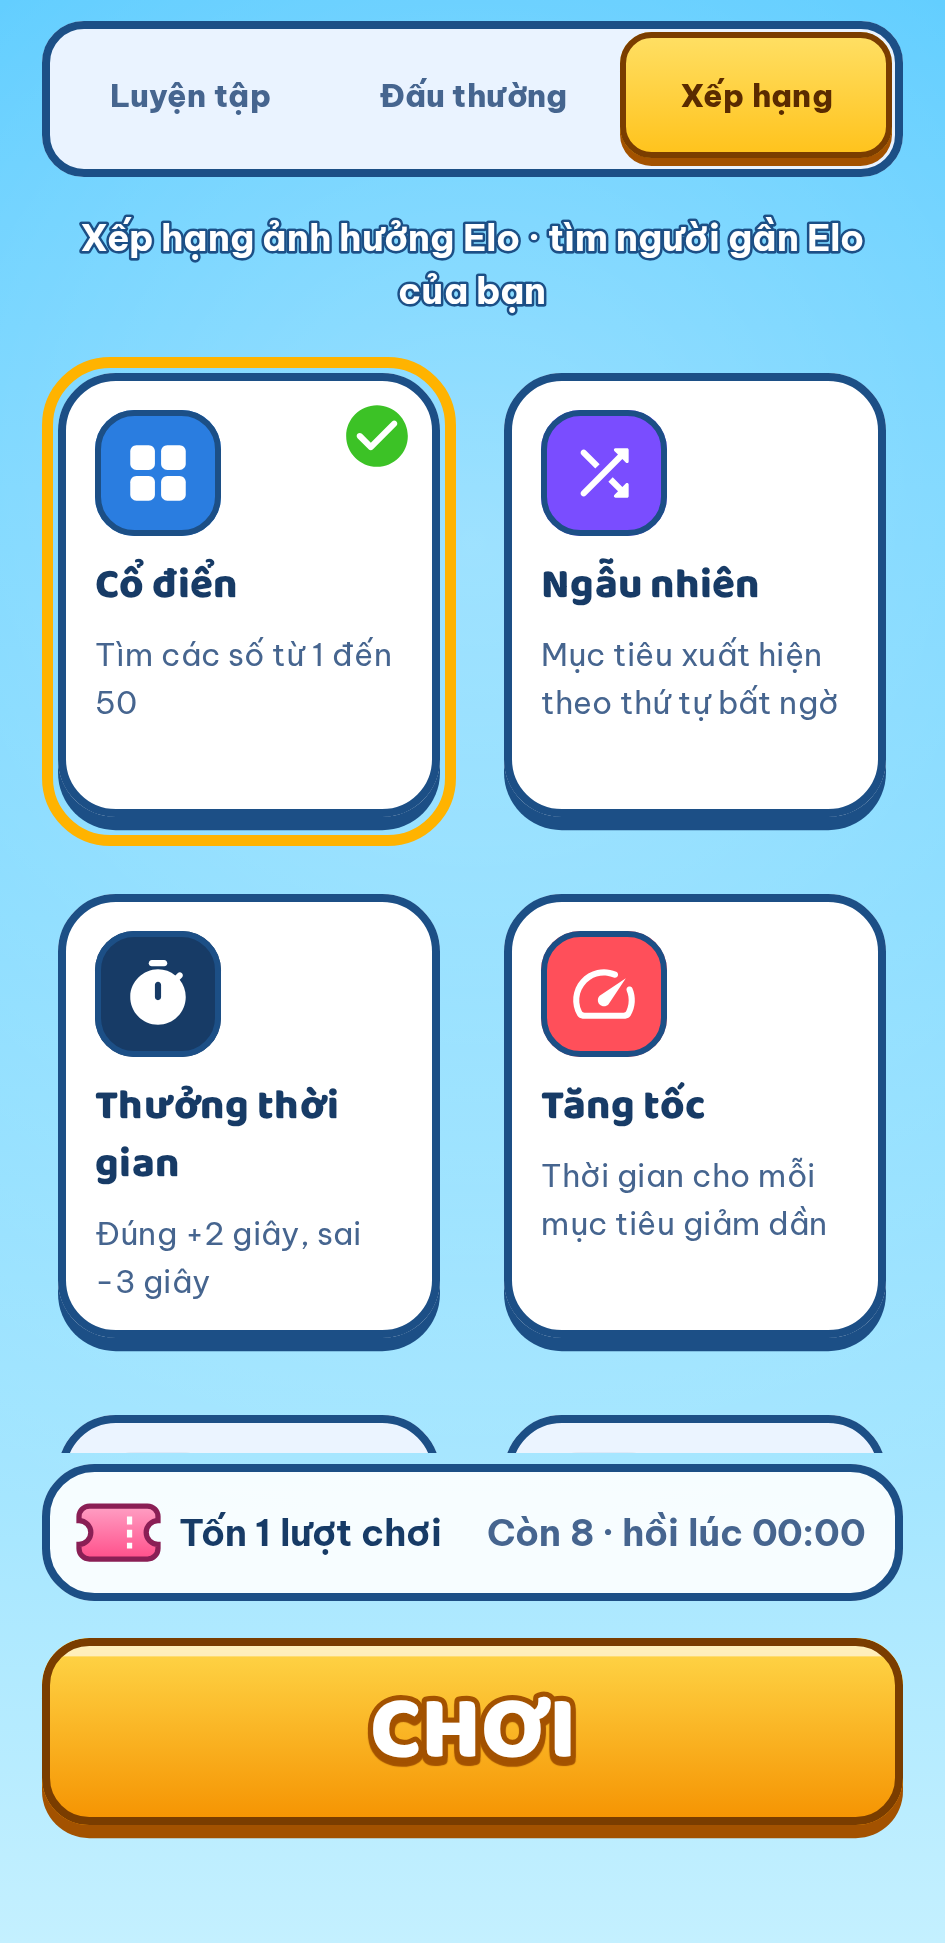 Luyện tập
Đấu thường
Xếp hạng
Xếp hạng ảnh hưởng Elo · tìm người gần Elo
của bạn
Cổ điển
Tìm các số từ 1 đến
50
Ngẫu nhiên
Mục tiêu xuất hiện
theo thứ tự bất ngờ
Thưởng thời
gian
Đúng +2 giây, sai
−3 giây
Tăng tốc
Thời gian cho mỗi
mục tiêu giảm dần
Tốn 1 lượt chơi
Còn 8 · hồi lúc 00:00
CHƠI